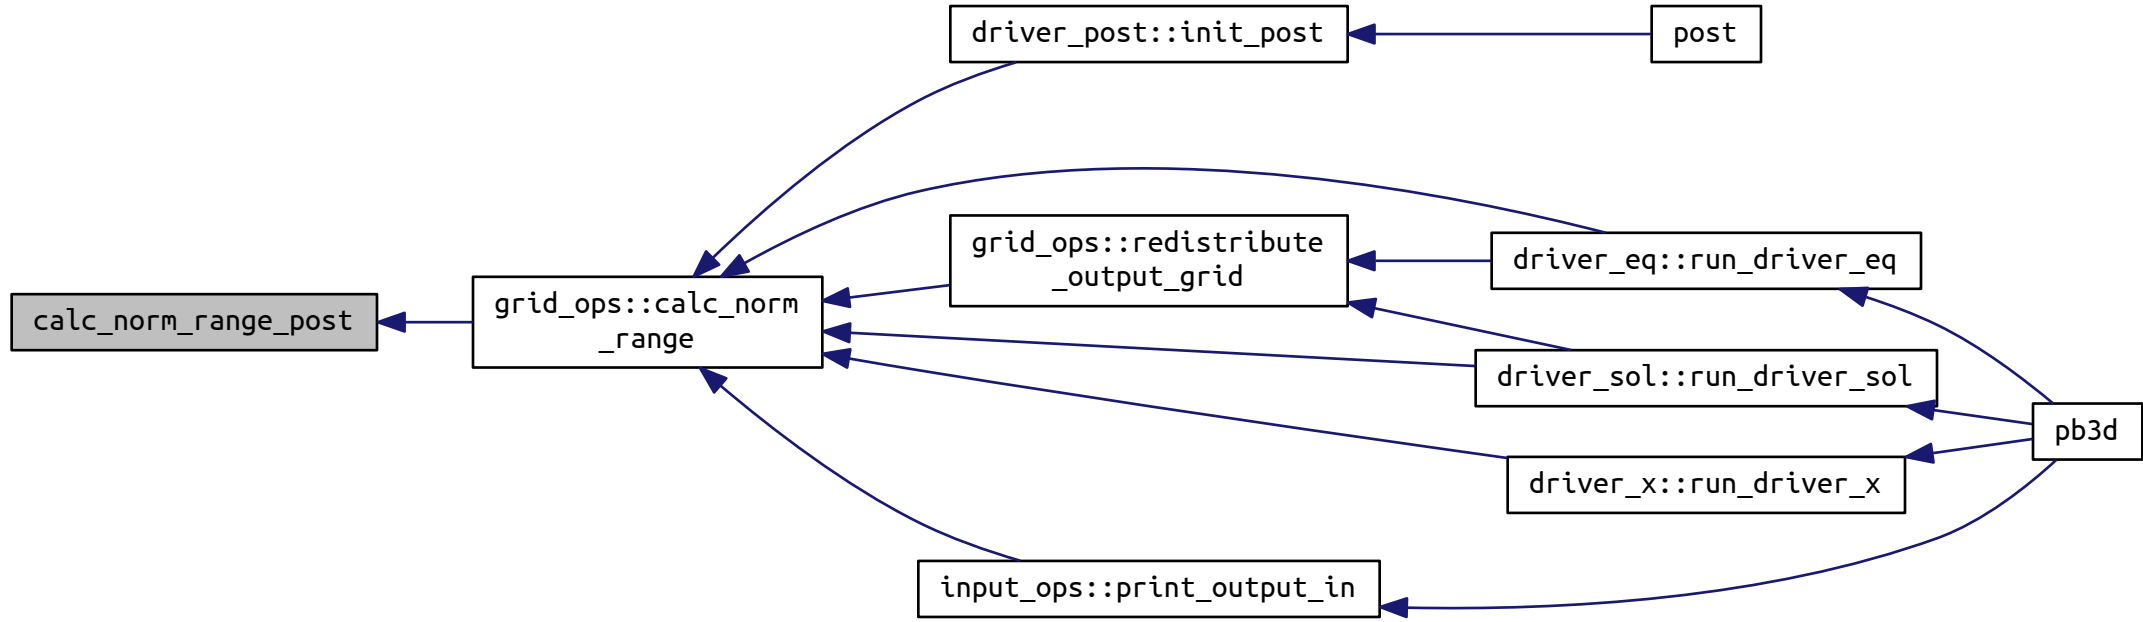 driver_post::init_post
post
grid_ops::redistribute
_output_grid
driver_eq::run_driver_eq
grid_ops::calc_norm
_range
calc_norm_range_post
driver_sol::run_driver_sol
pb3d
driver_x::run_driver_x
input_ops::print_output_in